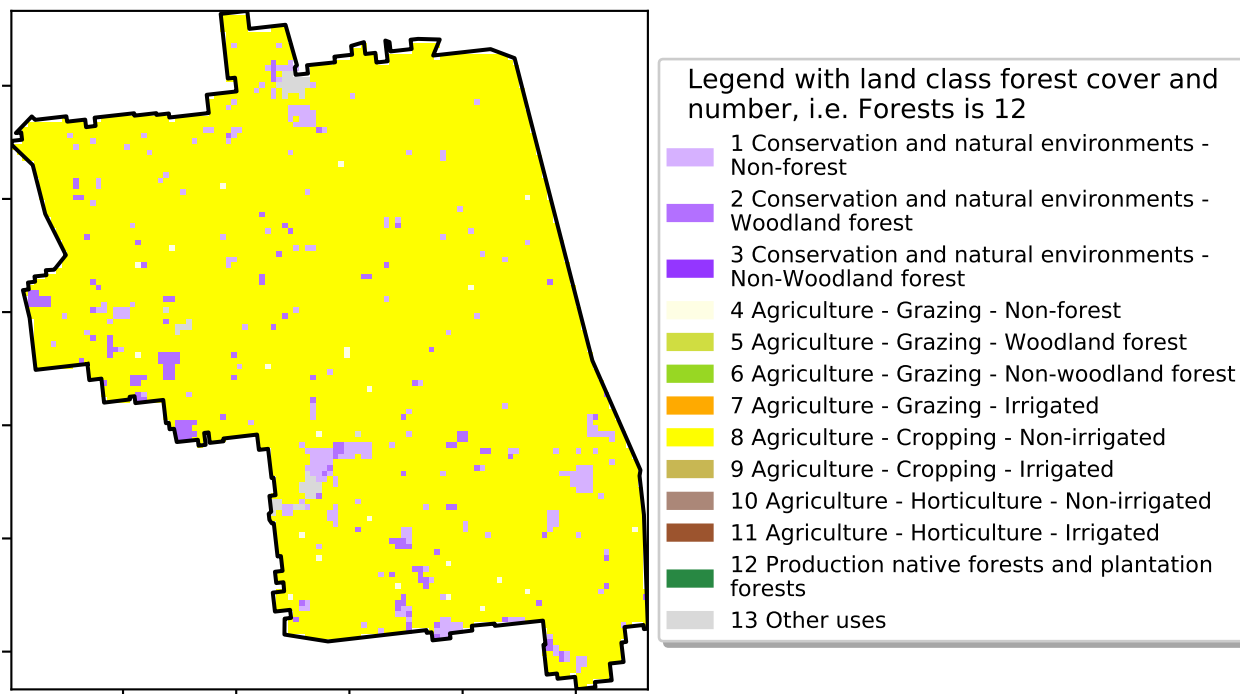 Legend with land class forest cover and
number, i.e. Forests is 12
1 Conservation and natural environments -
Non-forest
2 Conservation and natural environments -
Woodland forest
3 Conservation and natural environments -
Non-Woodland forest
4 Agriculture - Grazing - Non-forest
5 Agriculture - Grazing - Woodland forest
6 Agriculture - Grazing - Non-woodland forest
7 Agriculture - Grazing - Irrigated
8 Agriculture - Cropping - Non-irrigated
9 Agriculture - Cropping - Irrigated
10 Agriculture - Horticulture - Non-irrigated
11 Agriculture - Horticulture - Irrigated
12 Production native forests and plantation
forests
13 Other uses